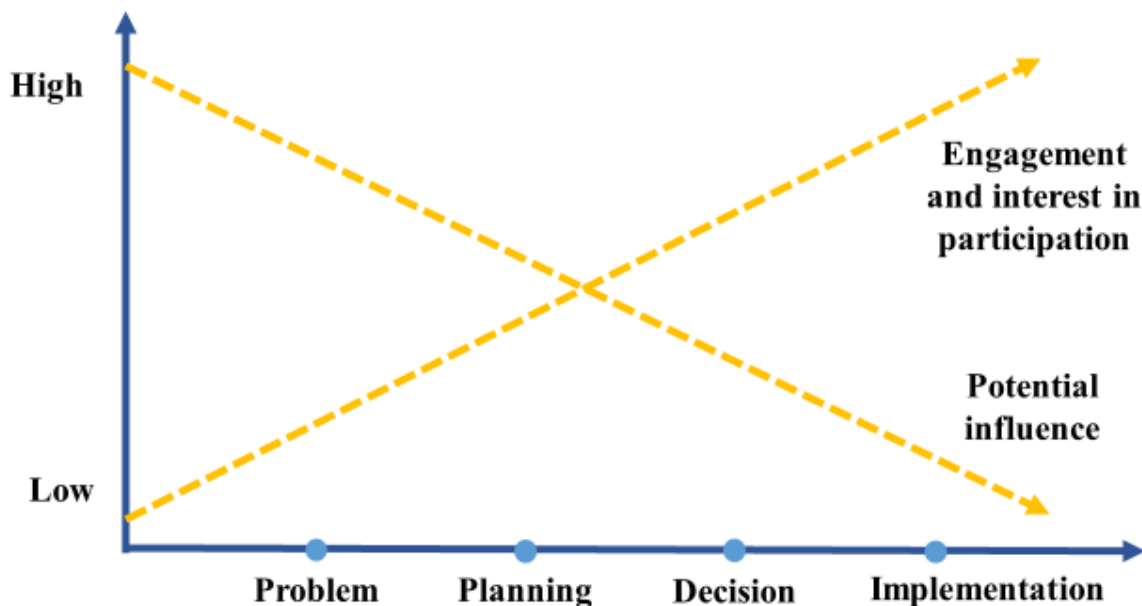 High
Engagement
and interest in
participation
Potential
influence
Low
Problem
Planning
Decision
Implementation